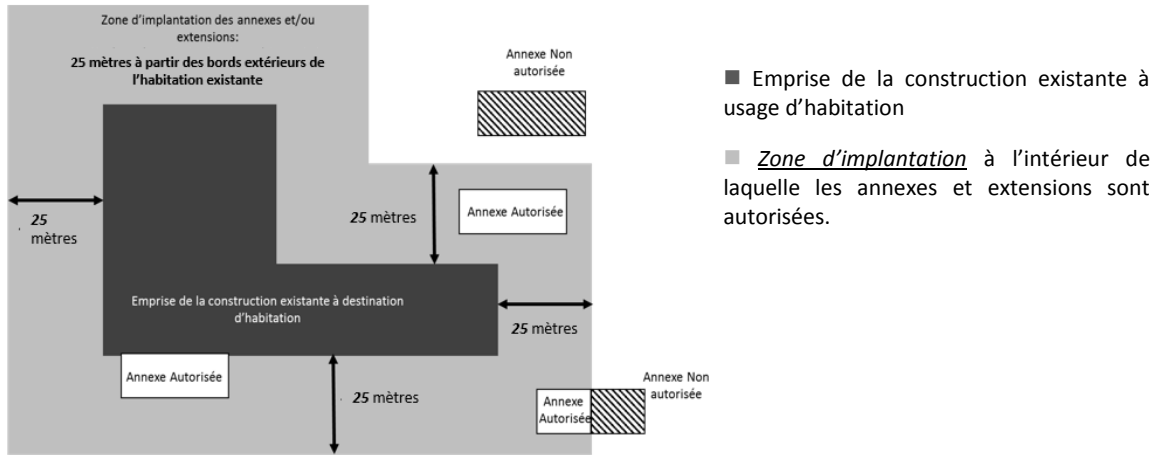 Zone d'implantation des annexes et/ou
extensions:
25 mètres à partir des bords extérieurs de
l'habitation existante
Annexe Non
autorisée
25
mètres
25 mètres
Annexe Autorisée
Emprise de la construction existante à destination
d'habitation
25 mètres
Annexe Autorisée
25 mètres
Annexe
Autorisée
Annexe Non
autorisée
■ Emprise de la construction existante à
usage d'habitation
■ Zone d'implantation à l'intérieur de
laquelle les annexes et extensions sont
autorisées.